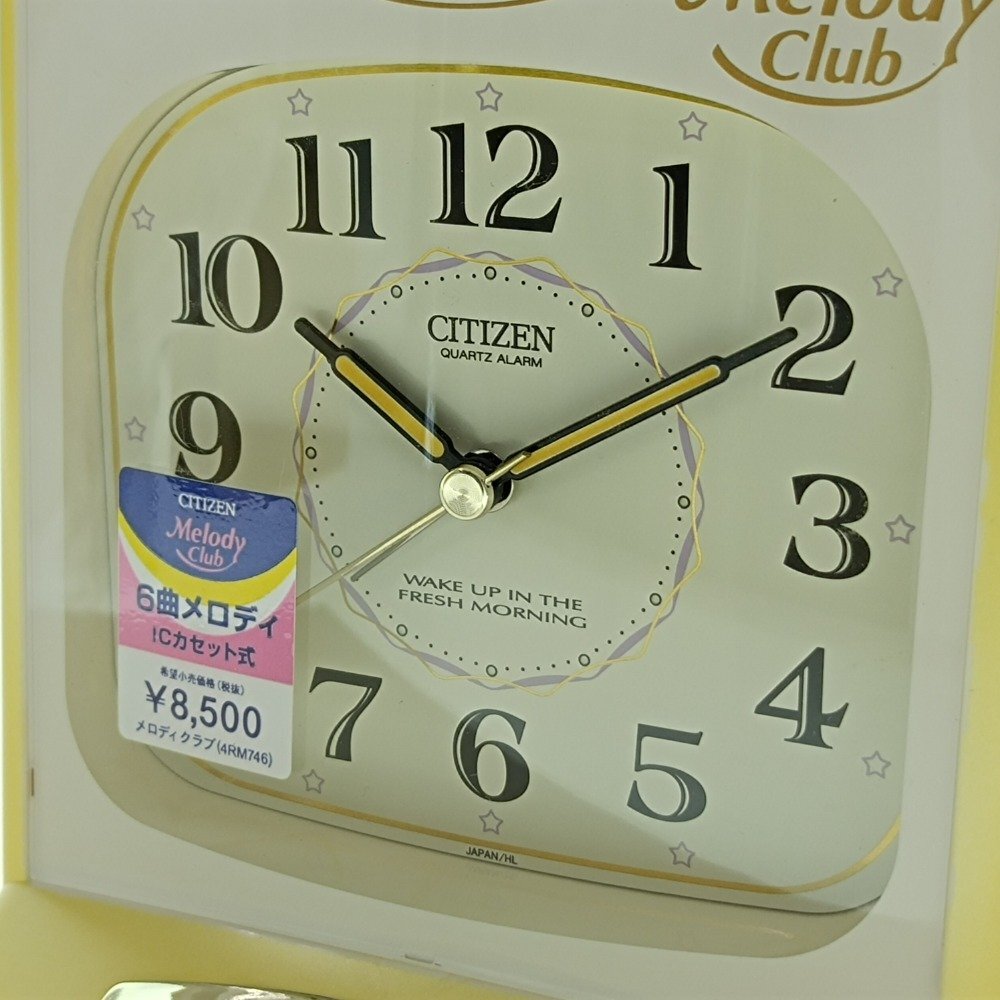 Melody
Club
11 12 1
10 2
CITIZEN
QUARTZ ALARM
9 3
WAKE UP IN THE
FRESH MORNING
7 6 5 4
JAPAN/HL
CITIZEN
Melody
Club
6曲メロディ
ICカセット式
希望小売価格(税抜)
¥8,500
メロディクラブ(4RM746)